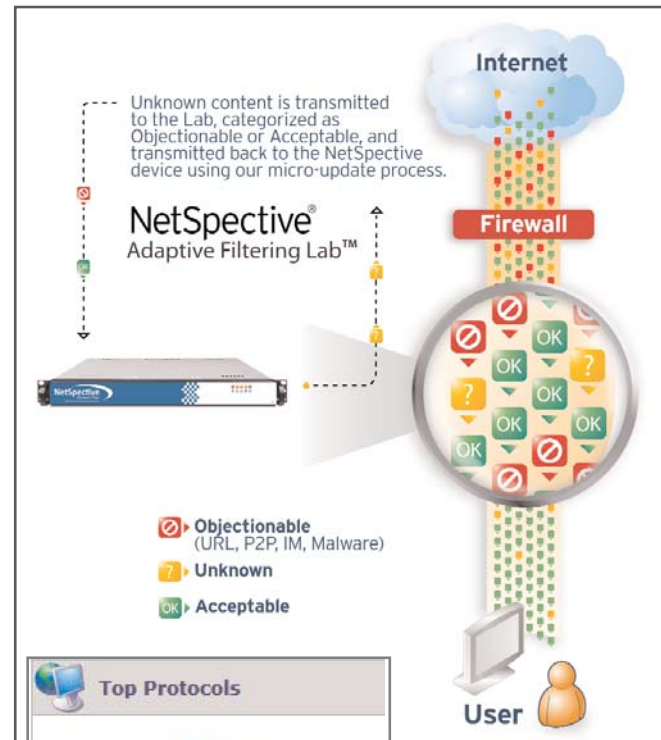 Internet
Unknown content is transmitted
to the Lab, categorized as
Objectionable or Acceptable, and
transmitted back to the NetSpective
device using our micro-update process.
NetSpective®
Adaptive Filtering Lab™
Firewall
OK
OK
?
OK
?
OK
OK
OK
OK
NetSpective
Objectionable
(URL, P2P, IM, Malware)
? Unknown
OK Acceptable
Top Protocols
User